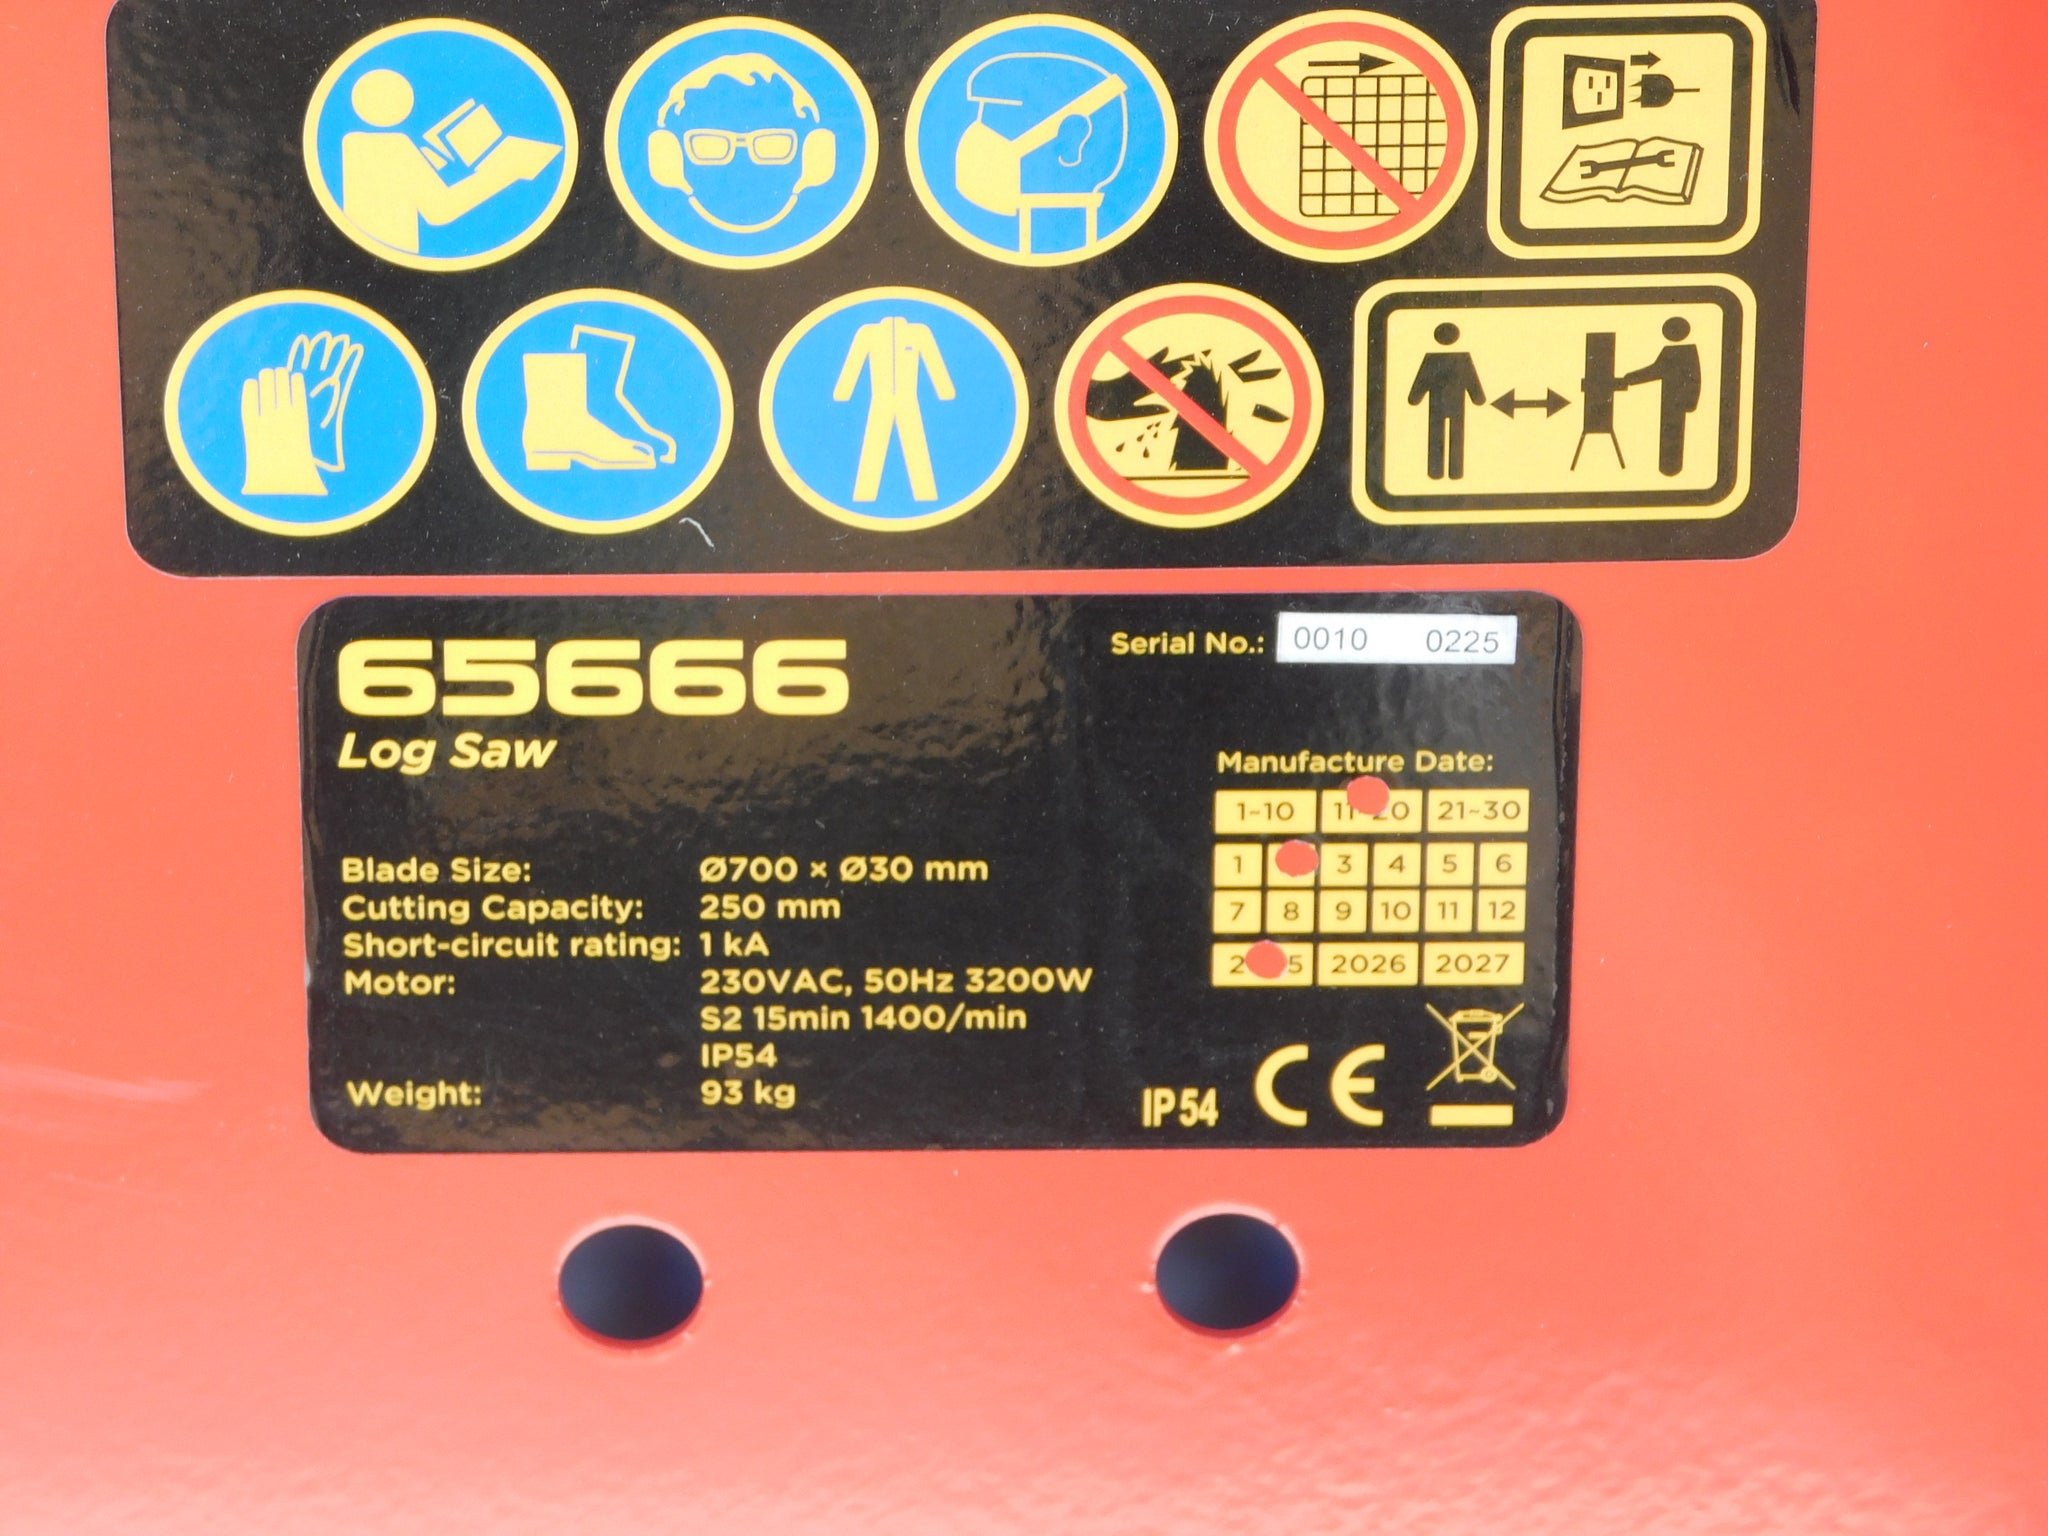 65666
Log Saw
Serial No.: 0010 0225
Manufacture Date:
1~10 11~20 21~30
1 3 4 5 6
7 8 9 10 11 12
2026 2027
Blade Size: Ø700 × Ø30 mm
Cutting Capacity: 250 mm
Short-circuit rating: 1 kA
Motor: 230VAC, 50Hz 3200W
S2 15min 1400/min
IP54
Weight: 93 kg
IP54 CE